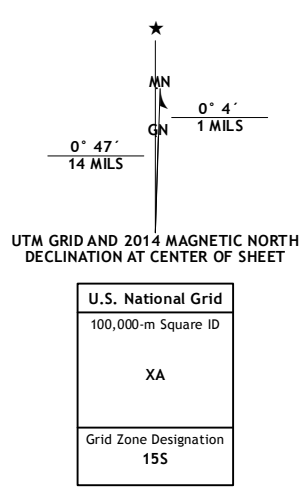 ★
MN
GN
0° 4´
1 MILS
0° 47´
14 MILS
UTM GRID AND 2014 MAGNETIC NORTH
DECLINATION AT CENTER OF SHEET
U.S. National Grid
100,000-m Square ID
XA
Grid Zone Designation
15S